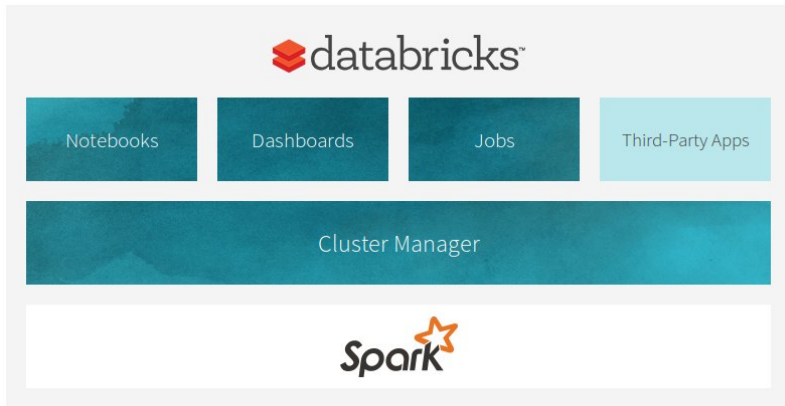 databricks™
Notebooks Dashboards Jobs Third-Party Apps
Cluster Manager
Spark